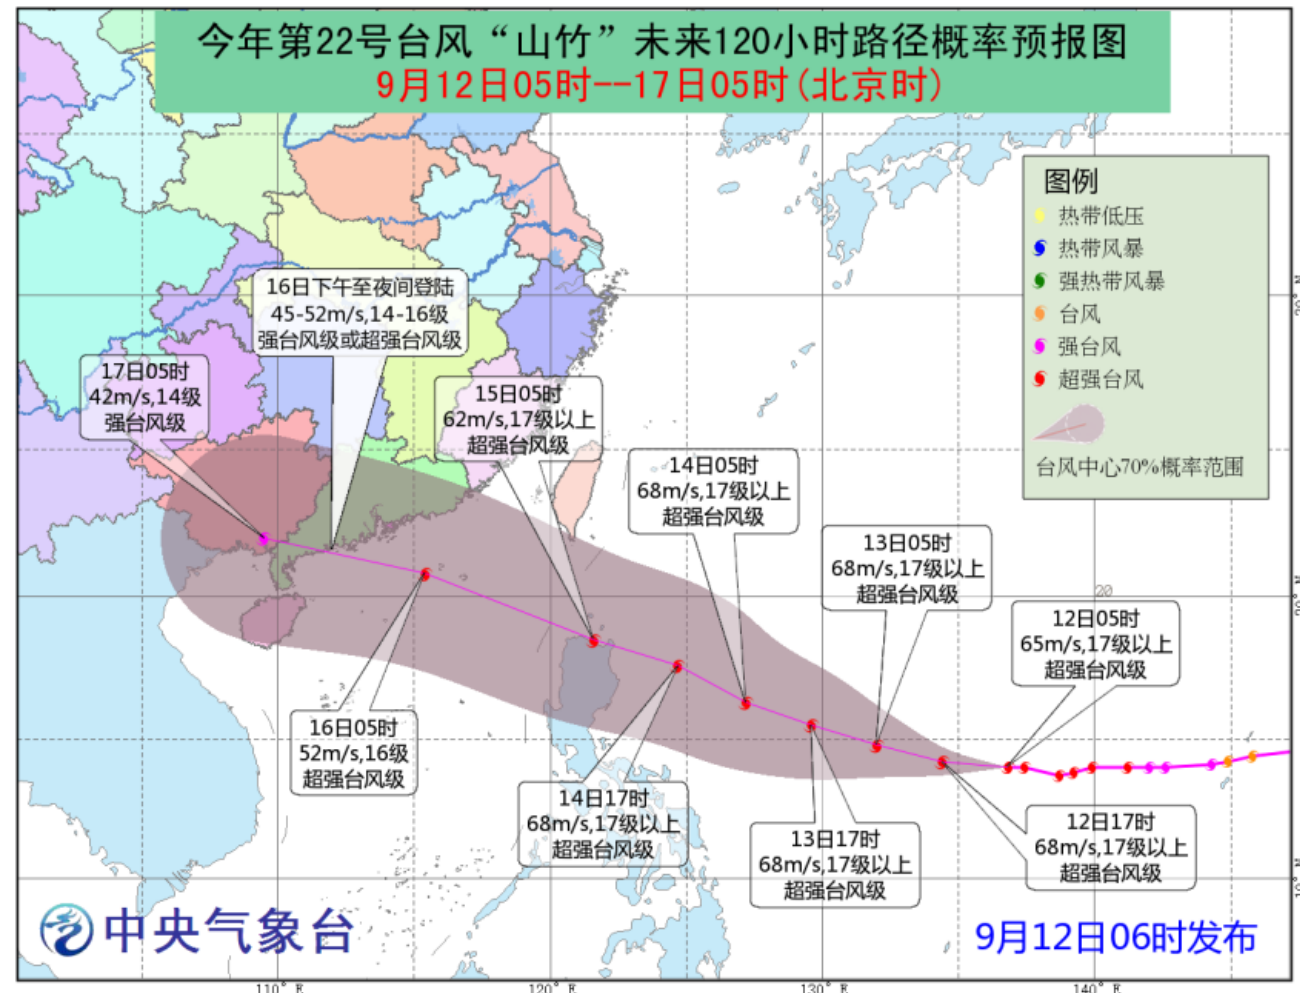 今年第22号台风“山竹”未来120小时路径概率预报图
9月12日05时--17日05时(北京时)
图例
热带低压
热带风暴
强热带风暴
台风
强台风
超强台风
台风中心70%概率范围
16日下午至夜间登陆
45-52m/s,14-16级
强台风级或超强台风级
17日05时
42m/s,14级
强台风级
15日05时
62m/s,17级以上
超强台风级
14日05时
68m/s,17级以上
超强台风级
13日05时
68m/s,17级以上
超强台风级
20
12日05时
65m/s,17级以上
超强台风级
16日05时
52m/s,16级
超强台风级
14日17时
68m/s,17级以上
超强台风级
13日17时
68m/s,17级以上
超强台风级
12日17时
68m/s,17级以上
超强台风级
中央气象台
9月12日06时发布
110° E
120° E
130° E
140° E